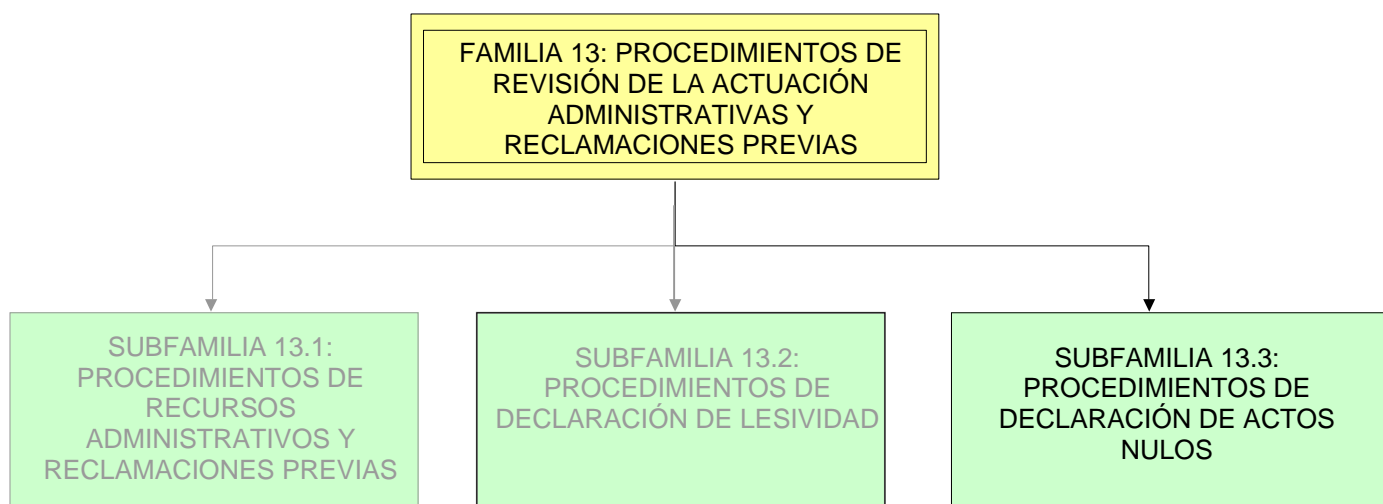 FAMILIA 13: PROCEDIMIENTOS DE
REVISIÓN DE LA ACTUACIÓN
ADMINISTRATIVAS Y
RECLAMACIONES PREVIAS
SUBFAMILIA 13.1:
PROCEDIMIENTOS DE
RECURSOS
ADMINISTRATIVOS Y
RECLAMACIONES PREVIAS
SUBFAMILIA 13.2:
PROCEDIMIENTOS DE
DECLARACIÓN DE LESIVIDAD
SUBFAMILIA 13.3:
PROCEDIMIENTOS DE
DECLARACIÓN DE ACTOS
NULOS